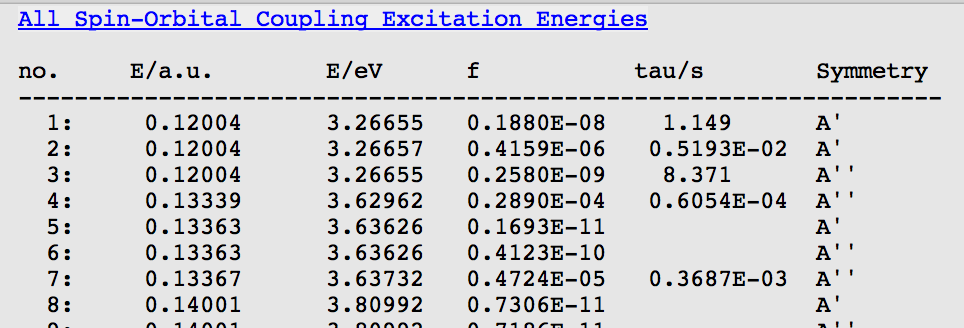 All Spin-Orbital Coupling Excitation Energies
no. E/a.u. E/eV f tau/s Symmetry
------------------------------------------------------------------
1: 0.12004 3.26655 0.1880E-08 1.149 A'
2: 0.12004 3.26657 0.4159E-06 0.5193E-02 A'
3: 0.12004 3.26655 0.2580E-09 8.371 A''
4: 0.13339 3.62962 0.2890E-04 0.6054E-04 A''
5: 0.13363 3.63626 0.1693E-11 A'
6: 0.13363 3.63626 0.4123E-10 A''
7: 0.13367 3.63732 0.4724E-05 0.3687E-03 A''
8: 0.14001 3.80992 0.7306E-11 A'